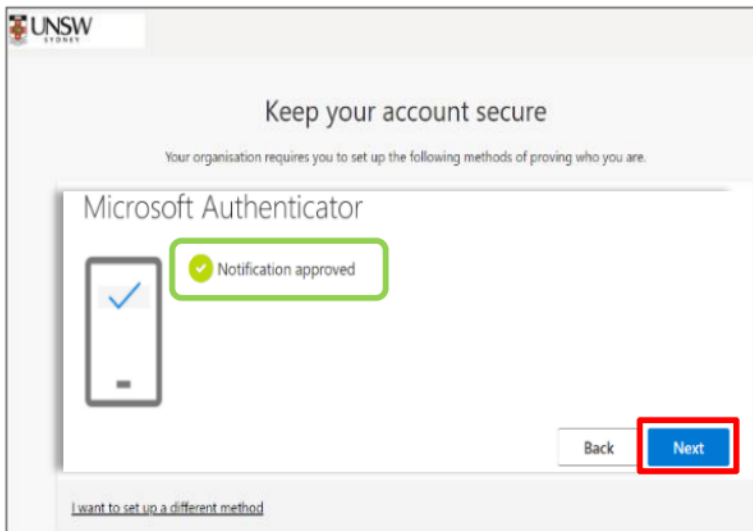 UNSW
SYDNEY
Keep your account secure
Your organisation requires you to set up the following methods of proving who you are.
Microsoft Authenticator
Notification approved
Back Next
I want to set up a different method